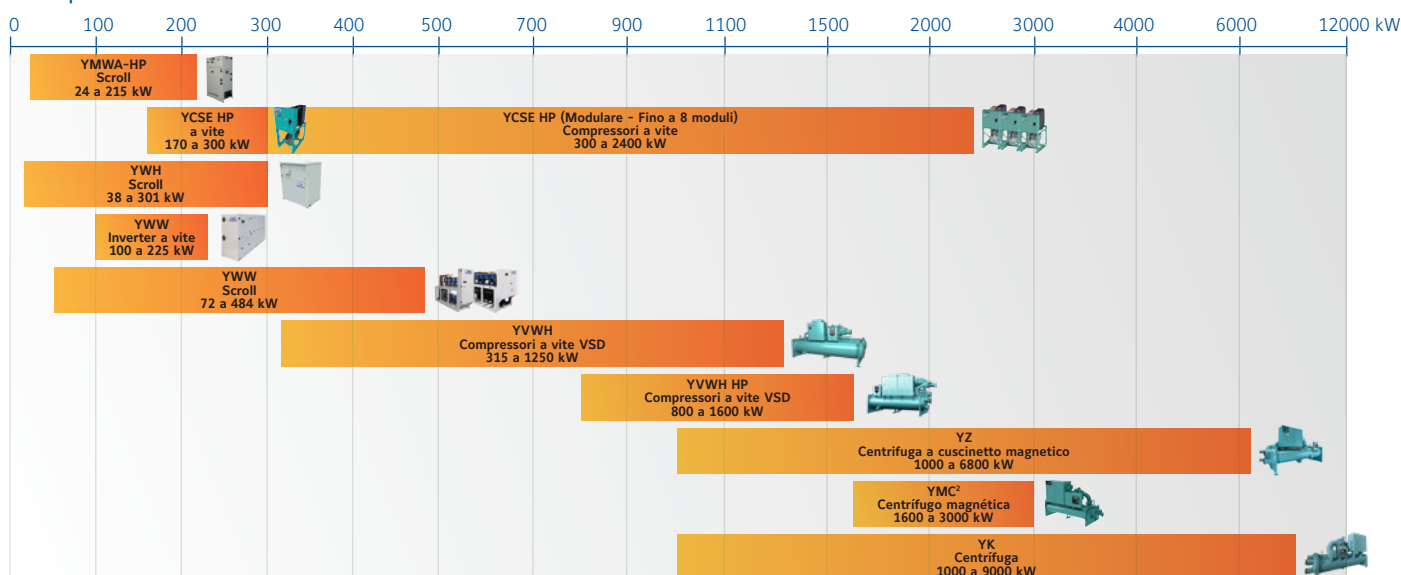 0 100 200 300 400 500 700 900 1100 1500 2000 3000 4000 6000 12000 kW
YMWA-HP
Scroll
24 a 215 kW
YCSE HP
a vite
170 a 300 kW
YCSE HP (Modulare - Fino a 8 moduli)
Compressori a vite
300 a 2400 kW
YWH
Scroll
38 a 301 kW
YWW
Inverter a vite
100 a 225 kW
YWW
Scroll
72 a 484 kW
YVWH
Compressori a vite VSD
315 a 1250 kW
YVWH HP
Compressori a vite VSD
800 a 1600 kW
YZ
Centrifuga a cuscinetto magnetico
1000 a 6800 kW
YMC²
Centrífugo magnética
1600 a 3000 kW
YK
Centrífuga
1000 a 9000 kW